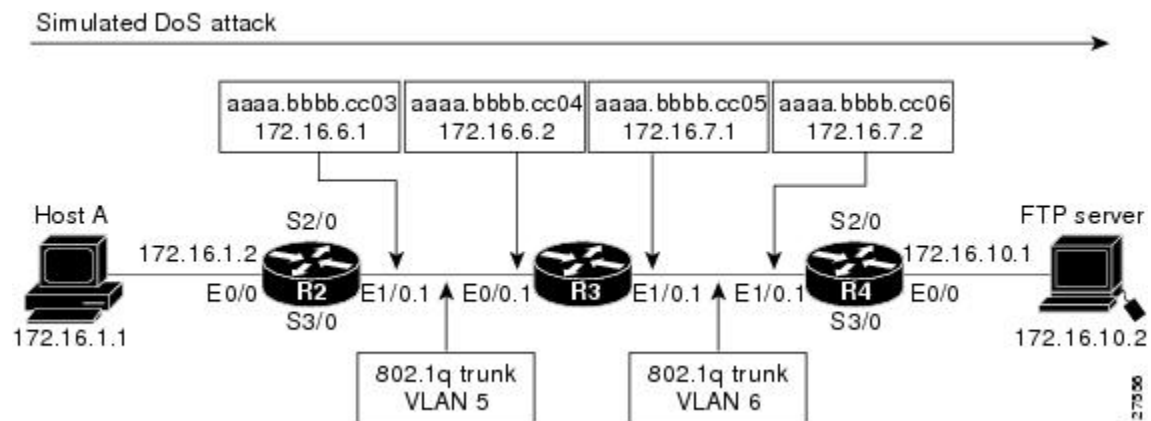 Simulated DoS attack
aaaa.bbbb.cc03
172.16.6.1
aaaa.bbbb.cc04
172.16.6.2
aaaa.bbbb.cc05
172.16.7.1
aaaa.bbbb.cc06
172.16.7.2
Host A
172.16.1.1
172.16.1.2
E0/0
S2/0
R2
S3/0
E1/0.1
802.1q trunk
VLAN 5
E0/0.1
R3
E1/0.1
802.1q trunk
VLAN 6
E1/0.1
S2/0
R4
S3/0
172.16.10.1
E0/0
FTP server
172.16.10.2
27556